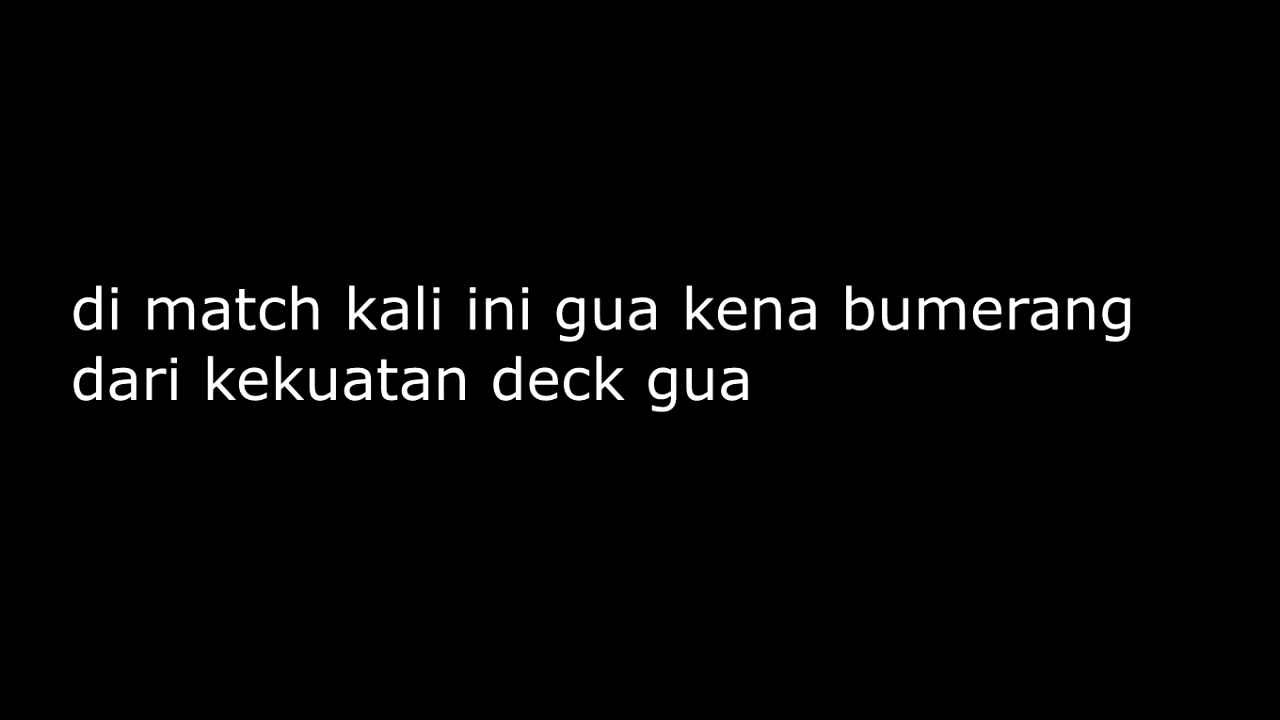 di match kali ini gua kena bumerang
dari kekuatan deck gua